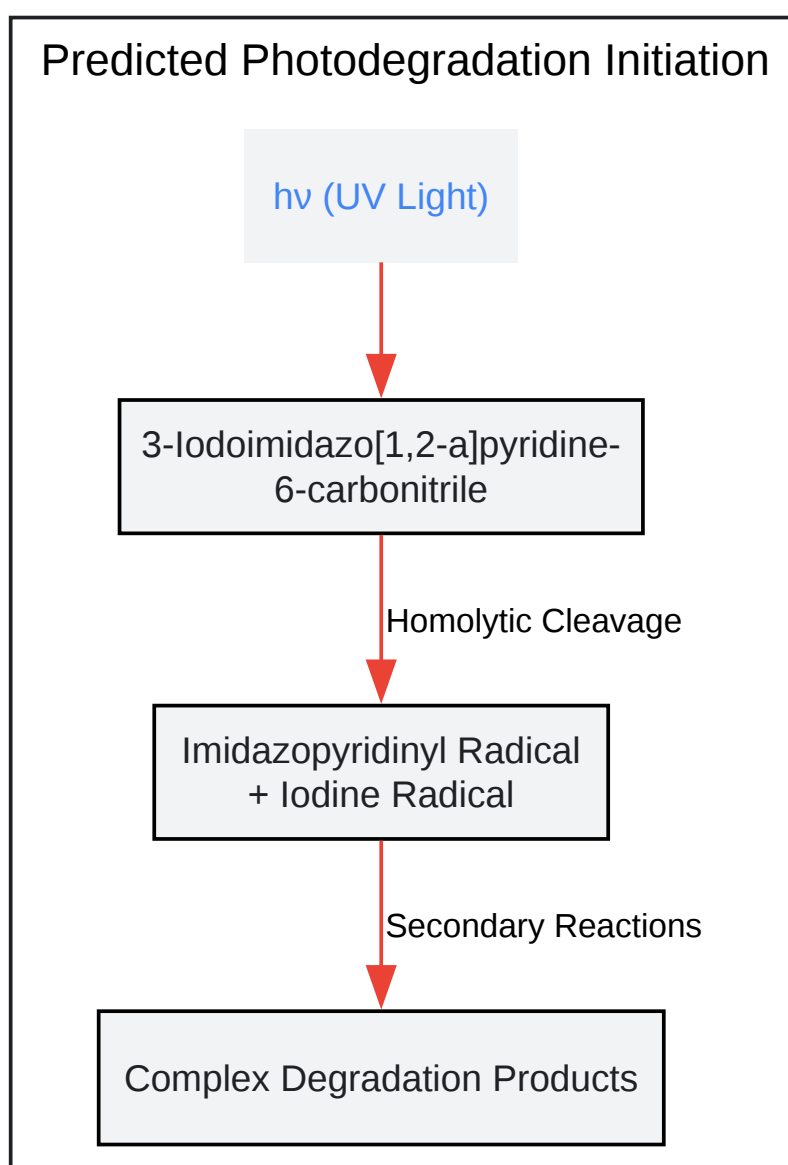 Predicted Photodegradation Initiation
hν (UV Light)
3-Iodoimidazo[1,2-a]pyridine-
6-carbonitrile
Homolytic Cleavage
Imidazopyridinyl Radical
+ Iodine Radical
Secondary Reactions
Complex Degradation Products